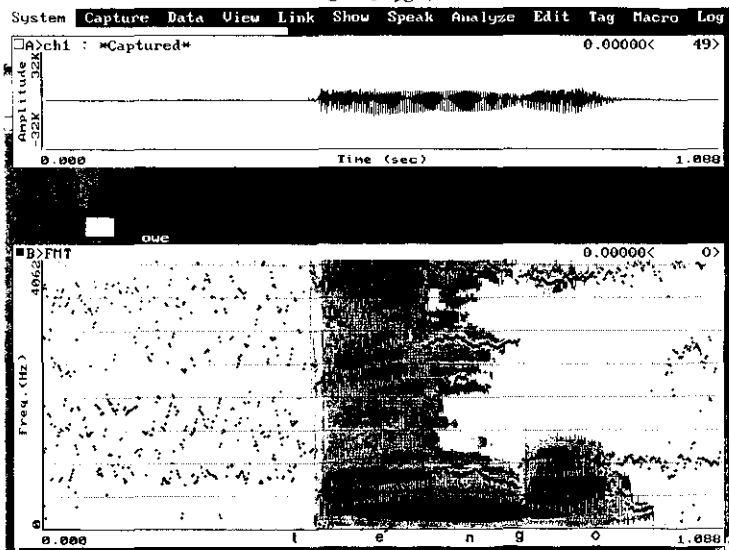 System Capture Data View Link Show Speak Analyze Edit Tag Macro Log
A>ch1 : *Captured* 0.00000< 49>
Amplitude
-32K 32K
0.000 Time (sec) 1.088
owe
B>FMT 0.00000< 0>
4062
Freq.(Hz)
0
0.000 t e n g o 1.088